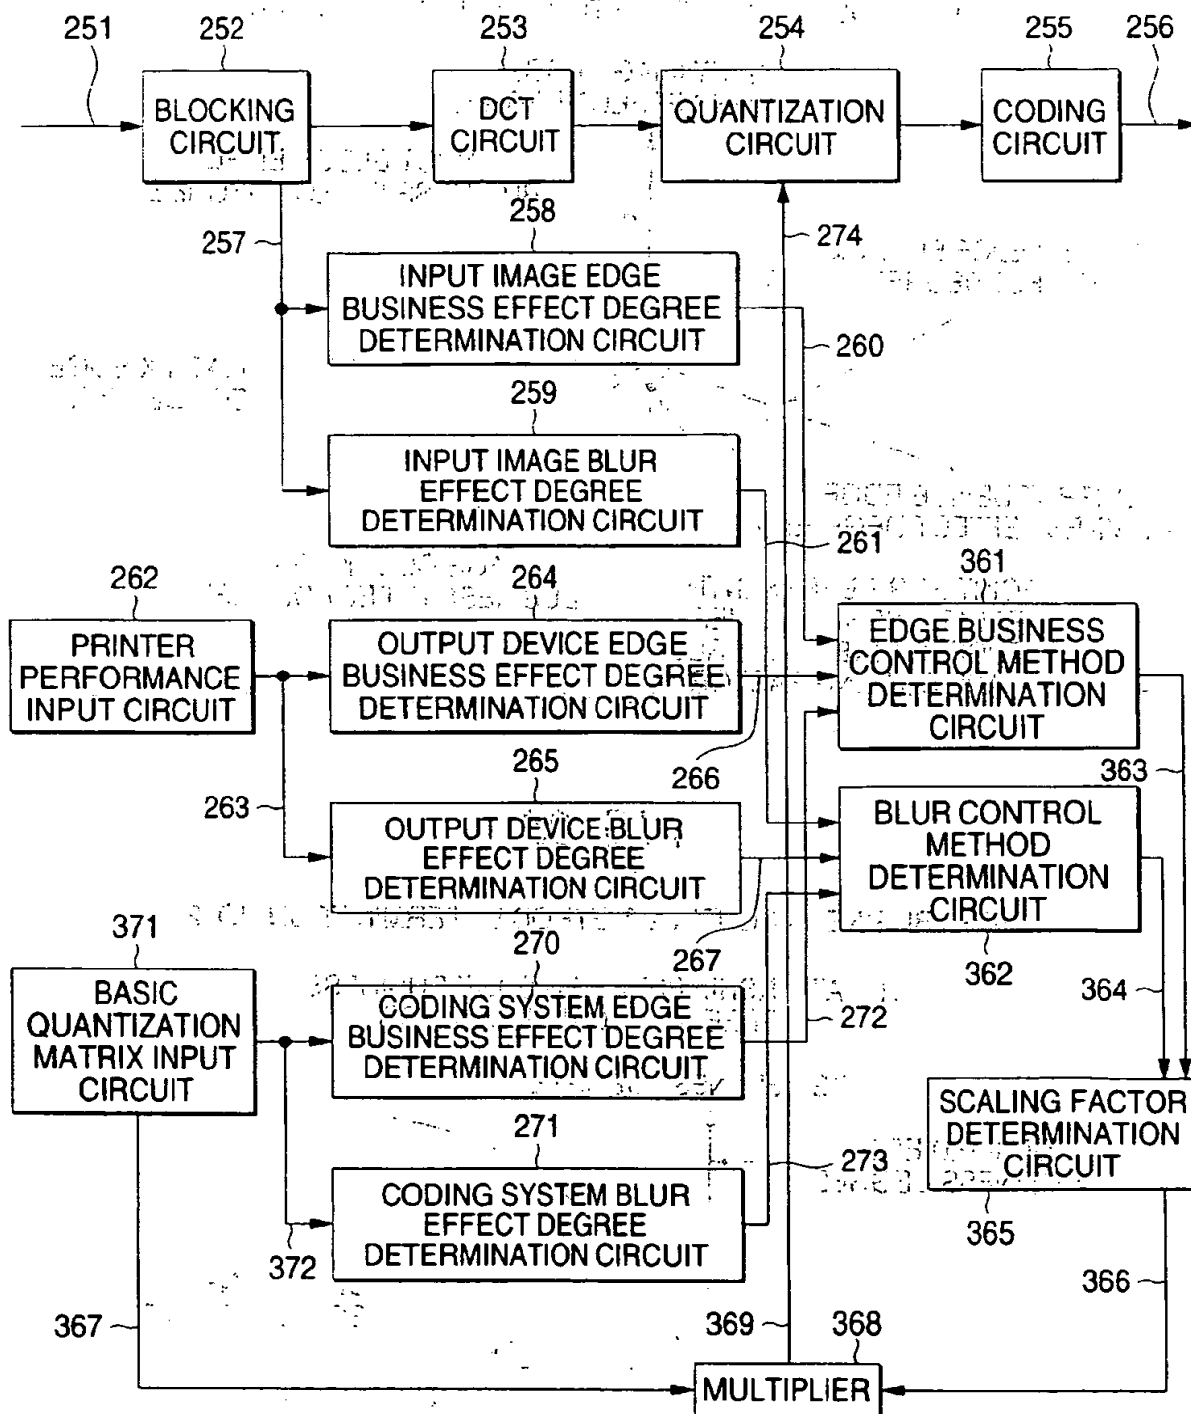 251
252
253
254
255
256
BLOCKING
CIRCUIT
DCT
CIRCUIT
QUANTIZATION
CIRCUIT
CODING
CIRCUIT
257
258
274
INPUT IMAGE EDGE
BUSINESS EFFECT DEGREE
DETERMINATION CIRCUIT
260
259
INPUT IMAGE BLUR
EFFECT DEGREE
DETERMINATION CIRCUIT
261
262
264
361
PRINTER
PERFORMANCE
INPUT CIRCUIT
OUTPUT DEVICE EDGE
BUSINESS EFFECT DEGREE
DETERMINATION CIRCUIT
EDGE BUSINESS
CONTROL METHOD
DETERMINATION
CIRCUIT
263
265
266
363
OUTPUT DEVICE BLUR
EFFECT DEGREE
DETERMINATION CIRCUIT
BLUR CONTROL
METHOD
DETERMINATION
CIRCUIT
371
270
267
362
364
BASIC
QUANTIZATION
MATRIX INPUT
CIRCUIT
CODING SYSTEM EDGE
BUSINESS EFFECT DEGREE
DETERMINATION CIRCUIT
272
271
273
SCALING FACTOR
DETERMINATION
CIRCUIT
372
CODING SYSTEM BLUR
EFFECT DEGREE
DETERMINATION CIRCUIT
365
366
367
369
368
MULTIPLIER